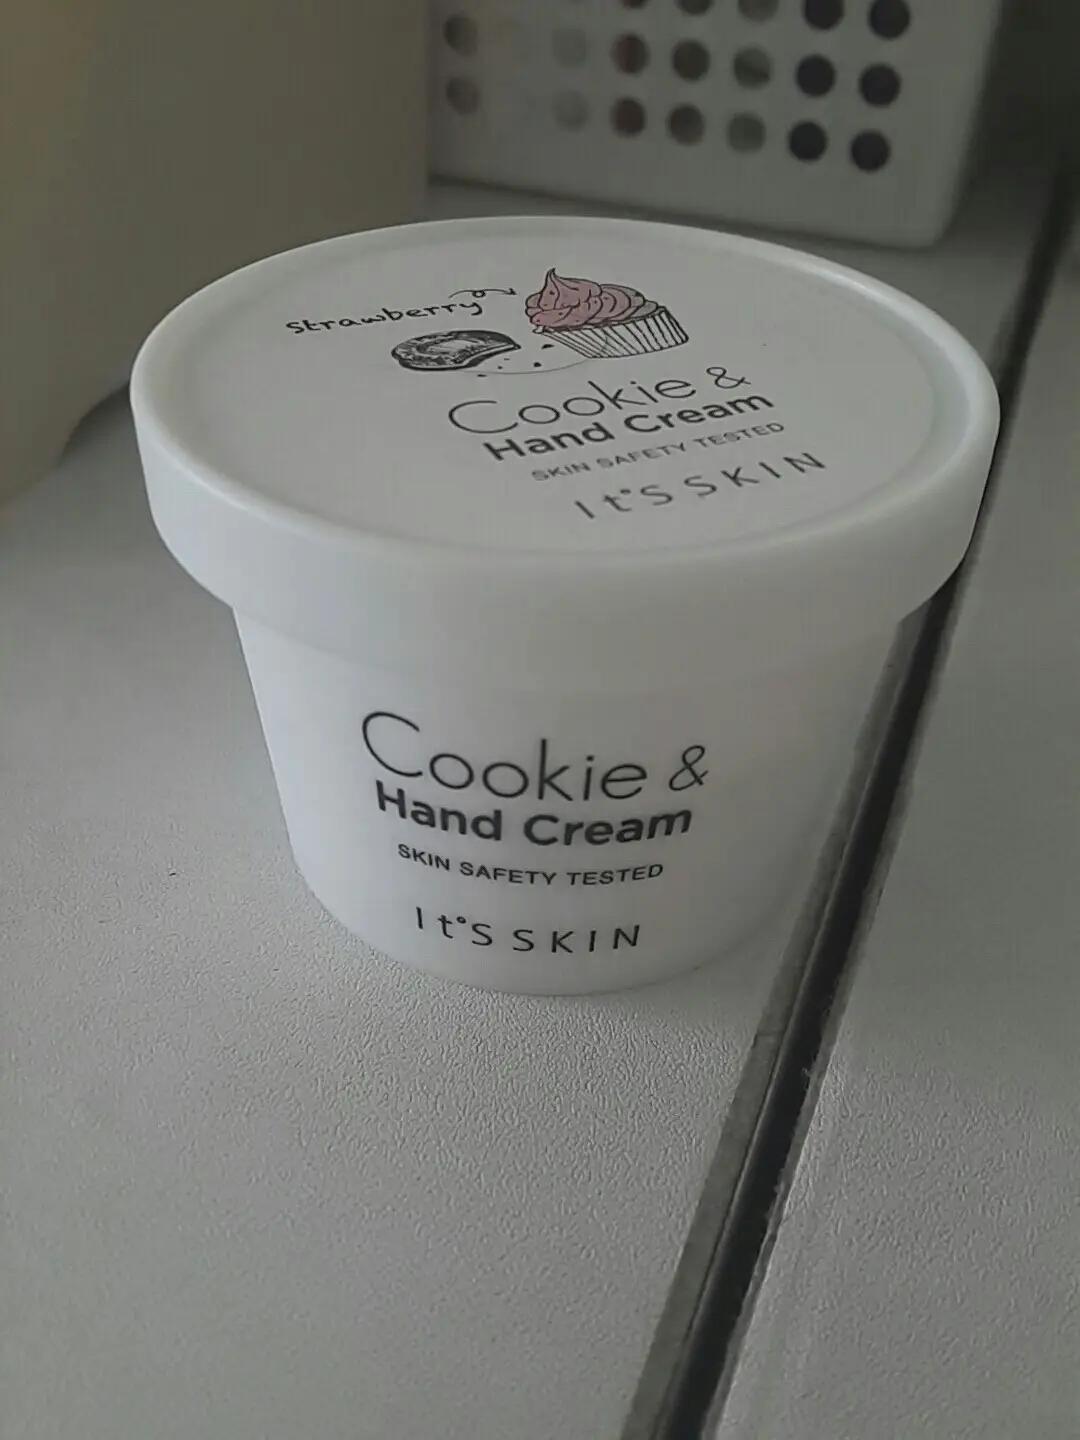 strawberry
Cookie &
Hand Cream
SKIN SAFETY TESTED
It°S SKIN
Cookie &
Hand Cream
SKIN SAFETY TESTED
It°S SKIN